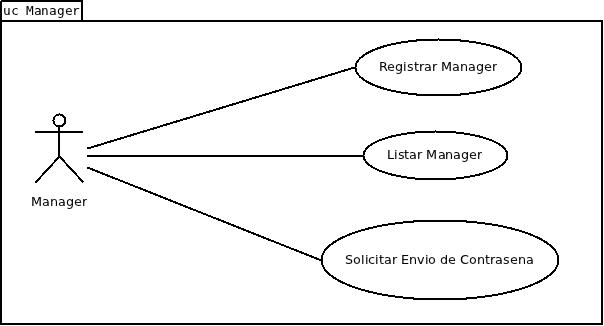 uc Manager
Registrar Manager
Listar Manager
Manager
Solicitar Envio de Contrasena